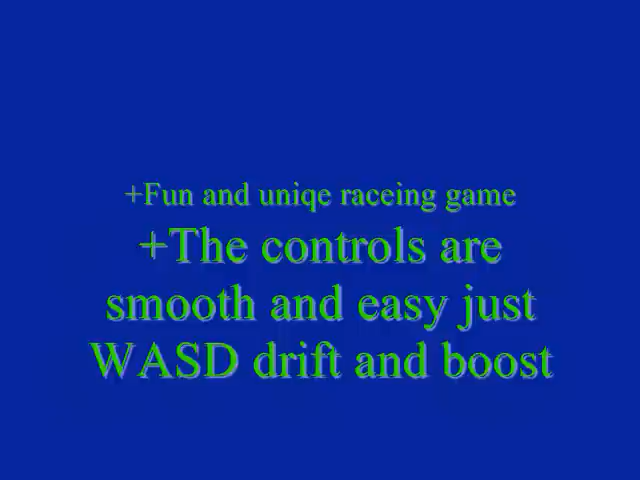 +Fun and uniqe raceing game
+The controls are
smooth and easy just
WASD drift and boost